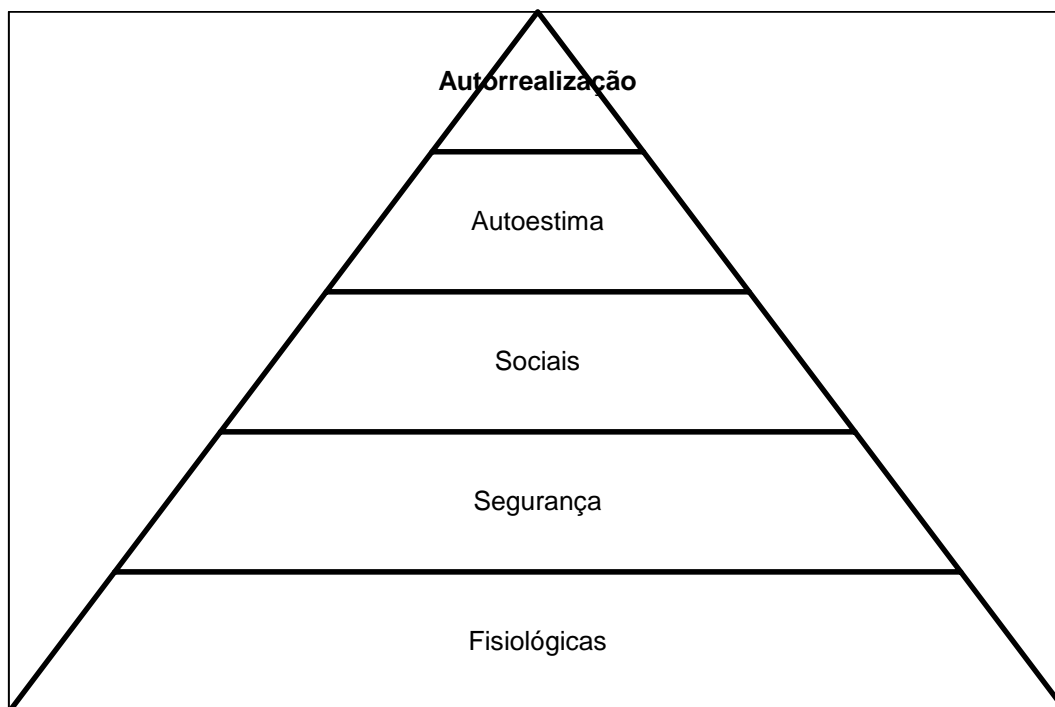 Autorrealização
Autoestima
Sociais
Segurança
Fisiológicas